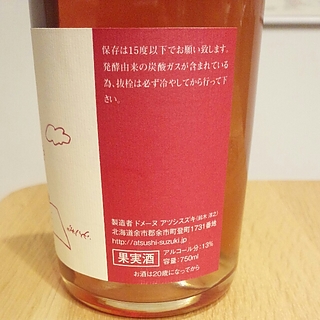 保存は15度以下でお願い致します。
発酵由来の炭酸ガスが含まれている
為、抜栓は必ず冷やしてから行って下
さい。
製造者 ドメーヌ アツシスズキ
北海道余市郡余市町登町1731番地
http://atsushi-suzuki.jp
果実酒
アルコール分:13%
容量:750ml
お酒は20歳になってから